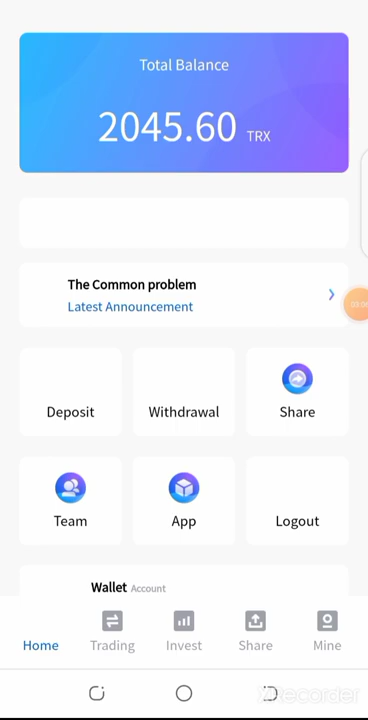 Total Balance
2045.60 TRX
The Common problem
Latest Announcement
Deposit
Withdrawal
Share
Team
App
Logout
Wallet Account
Home
Trading
Invest
Share
Mine
XRecorder